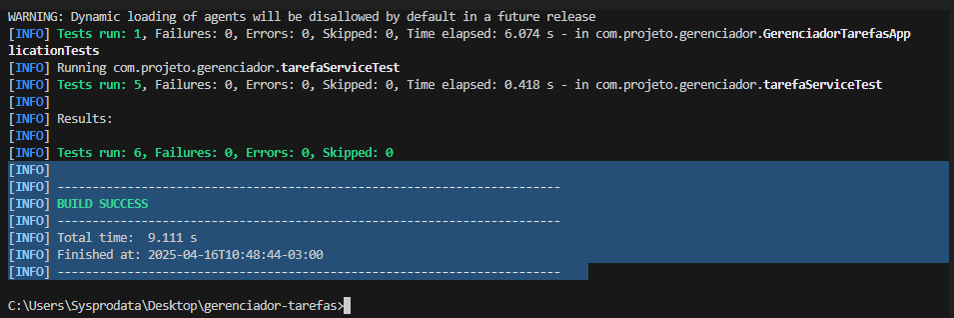 WARNING: Dynamic loading of agents will be disallowed by default in a future release
[INFO] Tests run: 1, Failures: 0, Errors: 0, Skipped: 0, Time elapsed: 6.074 s - in com.projeto.gerenciador.GerenciadorTarefasApp
licationTests
[INFO] Running com.projeto.gerenciador.tarefaServiceTest
[INFO] Tests run: 5, Failures: 0, Errors: 0, Skipped: 0, Time elapsed: 0.418 s - in com.projeto.gerenciador.tarefaServiceTest
[INFO]
[INFO] Results:
[INFO]
[INFO] Tests run: 6, Failures: 0, Errors: 0, Skipped: 0
[INFO]
[INFO] ------------------------------------------------------------------------
[INFO] BUILD SUCCESS
[INFO] ------------------------------------------------------------------------
[INFO] Total time:  9.111 s
[INFO] Finished at: 2025-04-16T10:48:44-03:00
[INFO] ------------------------------------------------------------------------
C:\Users\Sysprodata\Desktop\gerenciador-tarefas>